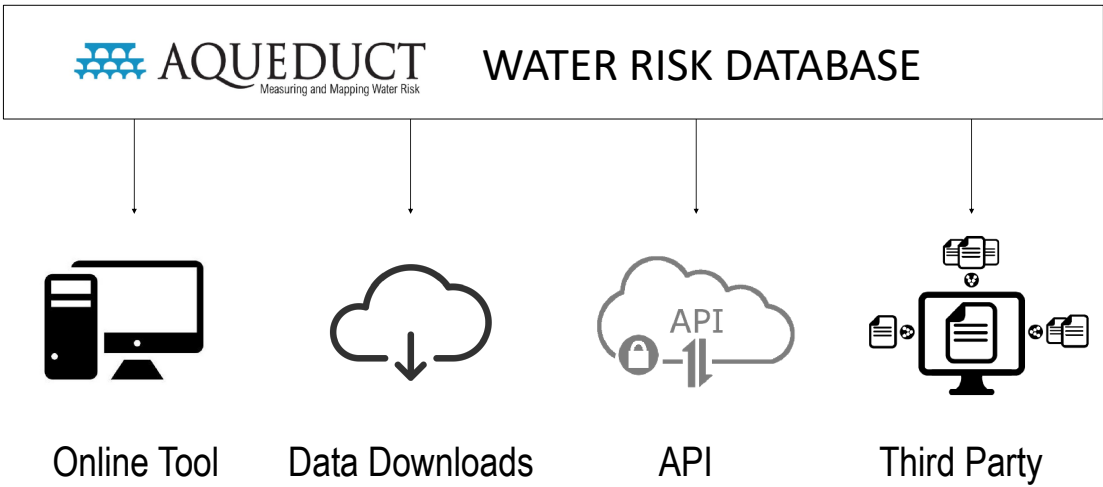 AQUEDUCT WATER RISK DATABASE
Measuring and Mapping Water Risk
API
Online Tool Data Downloads API Third Party